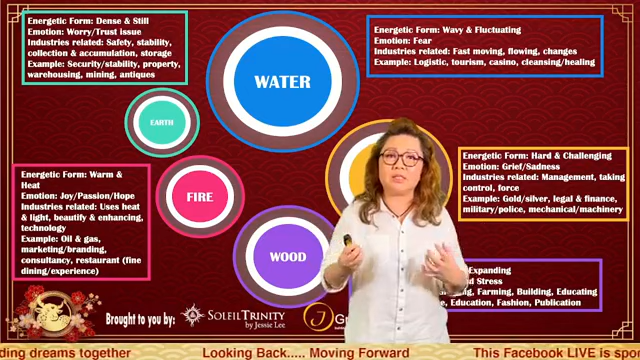 Energetic Form: Dense & Still
Emotion: Worry/Trust issue
Industries related: Safety, stability,
collection & accumulation, storage
Example: Security/stability, property,
warehousing, mining, antiques
Energetic Form: Wavy & Fluctuating
Emotion: Fear
Industries related: Fast moving, flowing, changes
Example: Logistic, tourism, casino, cleansing/healing
WATER
EARTH
FIRE
WOOD
Energetic Form: Warm &
Heat
Emotion: Joy/Passion/Hope
Industries related: Uses heat
& light, beautify & enhancing,
technology
Example: Oil & gas,
marketing/branding,
consultancy, restaurant (fine
dining/experience)
Energetic Form: Hard & Challenging
Emotion: Grief/Sadness
Industries related: Management, taking
control, force
Example: Gold/silver, legal & finance,
military/police, mechanical/machinery
Expanding
Stress
Farming, Building, Educating
Education, Fashion, Publication
Brought to you by:
SOLEIL TRINITY
by Jessie Lee
J
ding dreams together
Looking Back..... Moving Forward
This Facebook LIVE is spo